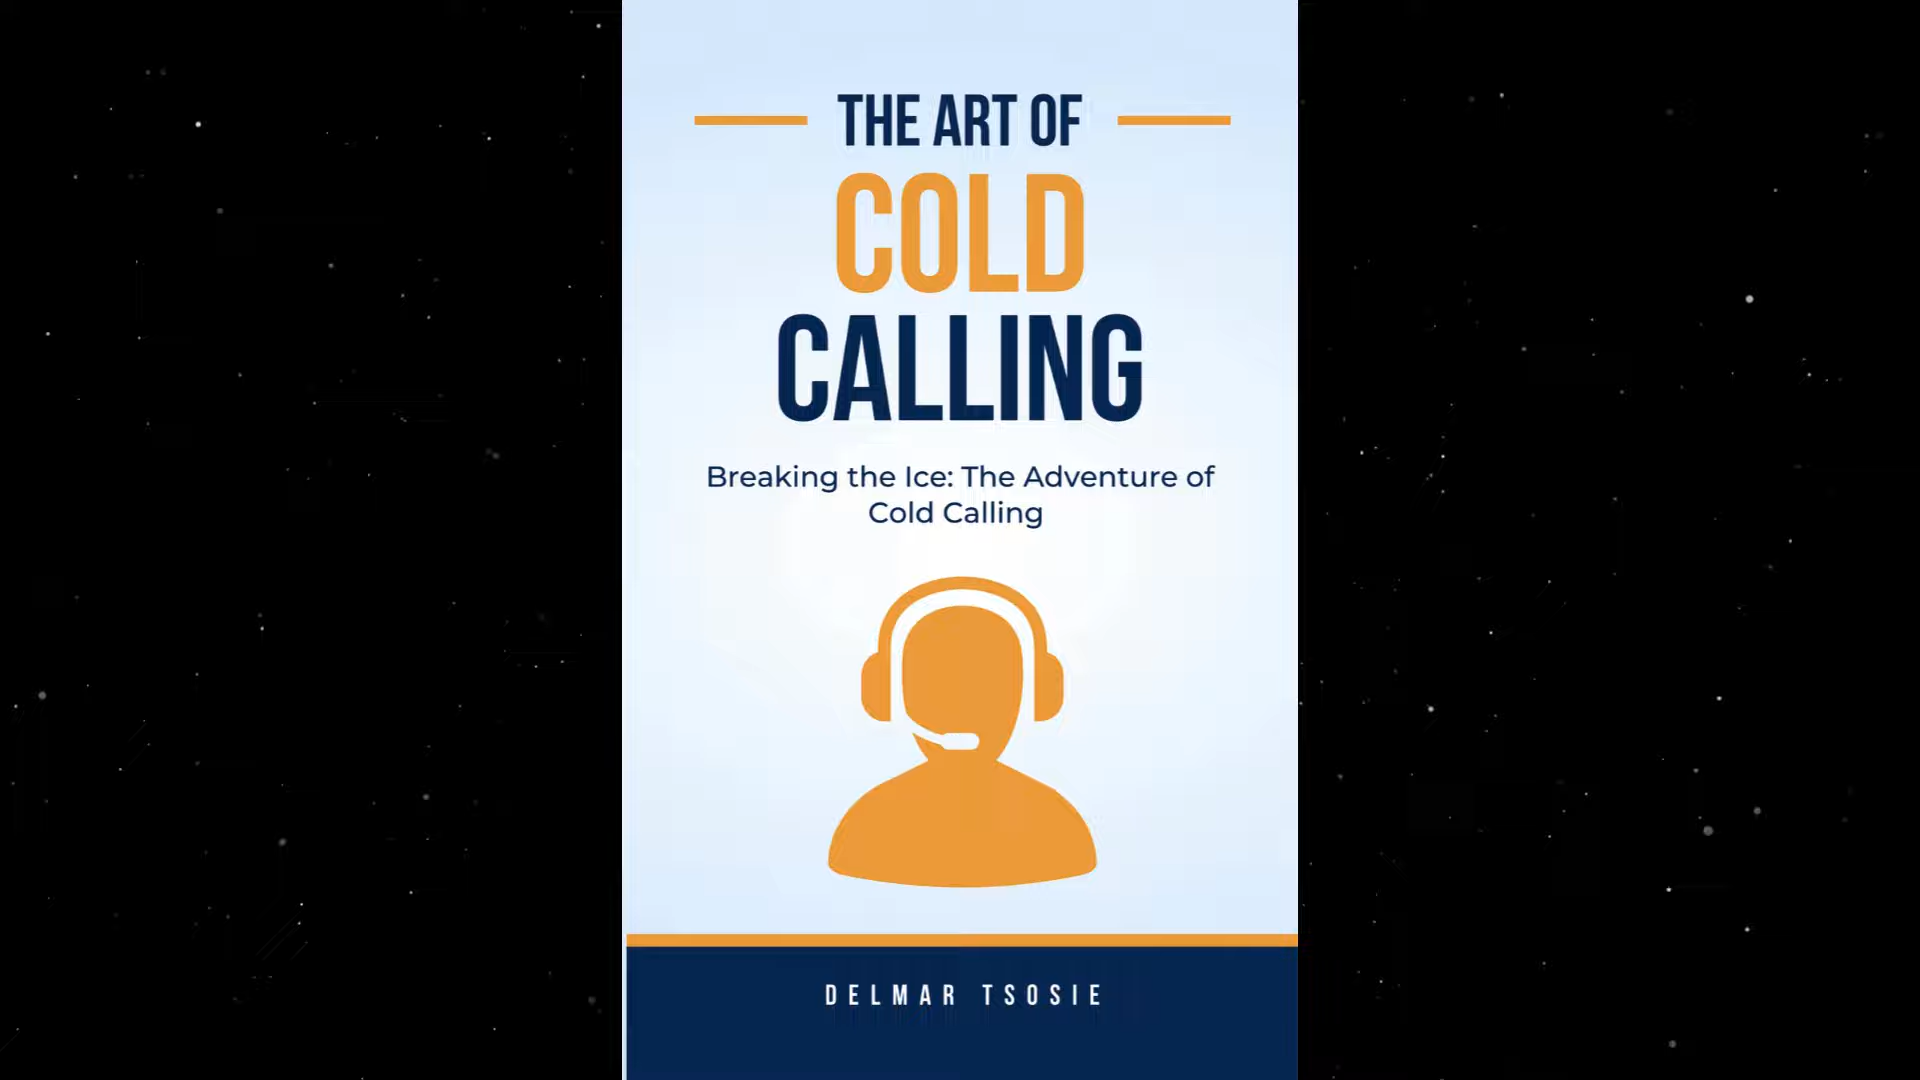 THE ART OF
COLD
CALLING
Breaking the Ice: The Adventure of
Cold Calling
DELMAR TSOSIE